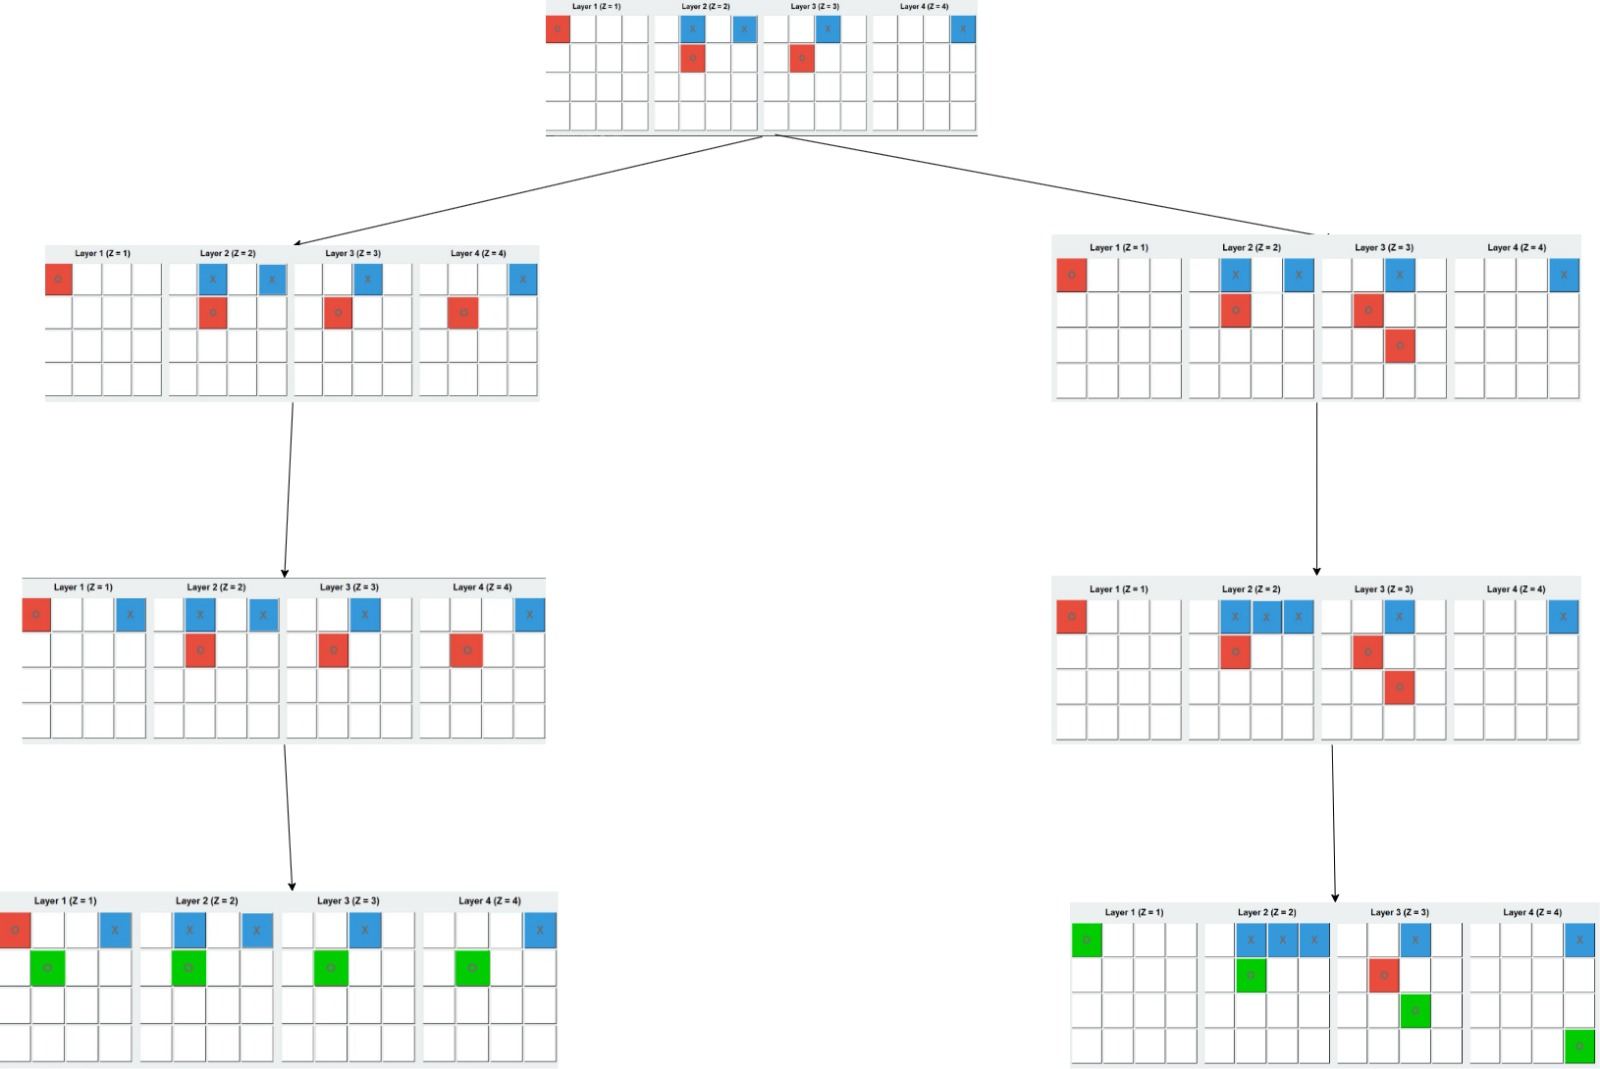 Layer 1 (Z = 1) Layer 2 (Z = 2) Layer 3 (Z = 3) Layer 4 (Z = 4)
O X X X X
O O
Layer 1 (Z = 1) Layer 2 (Z = 2) Layer 3 (Z = 3) Layer 4 (Z = 4)
O X X X X
O O O
Layer 1 (Z = 1) Layer 2 (Z = 2) Layer 3 (Z = 3) Layer 4 (Z = 4)
O X X X X
O O
O
Layer 1 (Z = 1) Layer 2 (Z = 2) Layer 3 (Z = 3) Layer 4 (Z = 4)
O X X X X X
O O O
Layer 1 (Z = 1) Layer 2 (Z = 2) Layer 3 (Z = 3) Layer 4 (Z = 4)
O X X X X X
O O
O
Layer 1 (Z = 1) Layer 2 (Z = 2) Layer 3 (Z = 3) Layer 4 (Z = 4)
O X X X X X
O O O O
Layer 1 (Z = 1) Layer 2 (Z = 2) Layer 3 (Z = 3) Layer 4 (Z = 4)
O X X X X X
O O
O
O